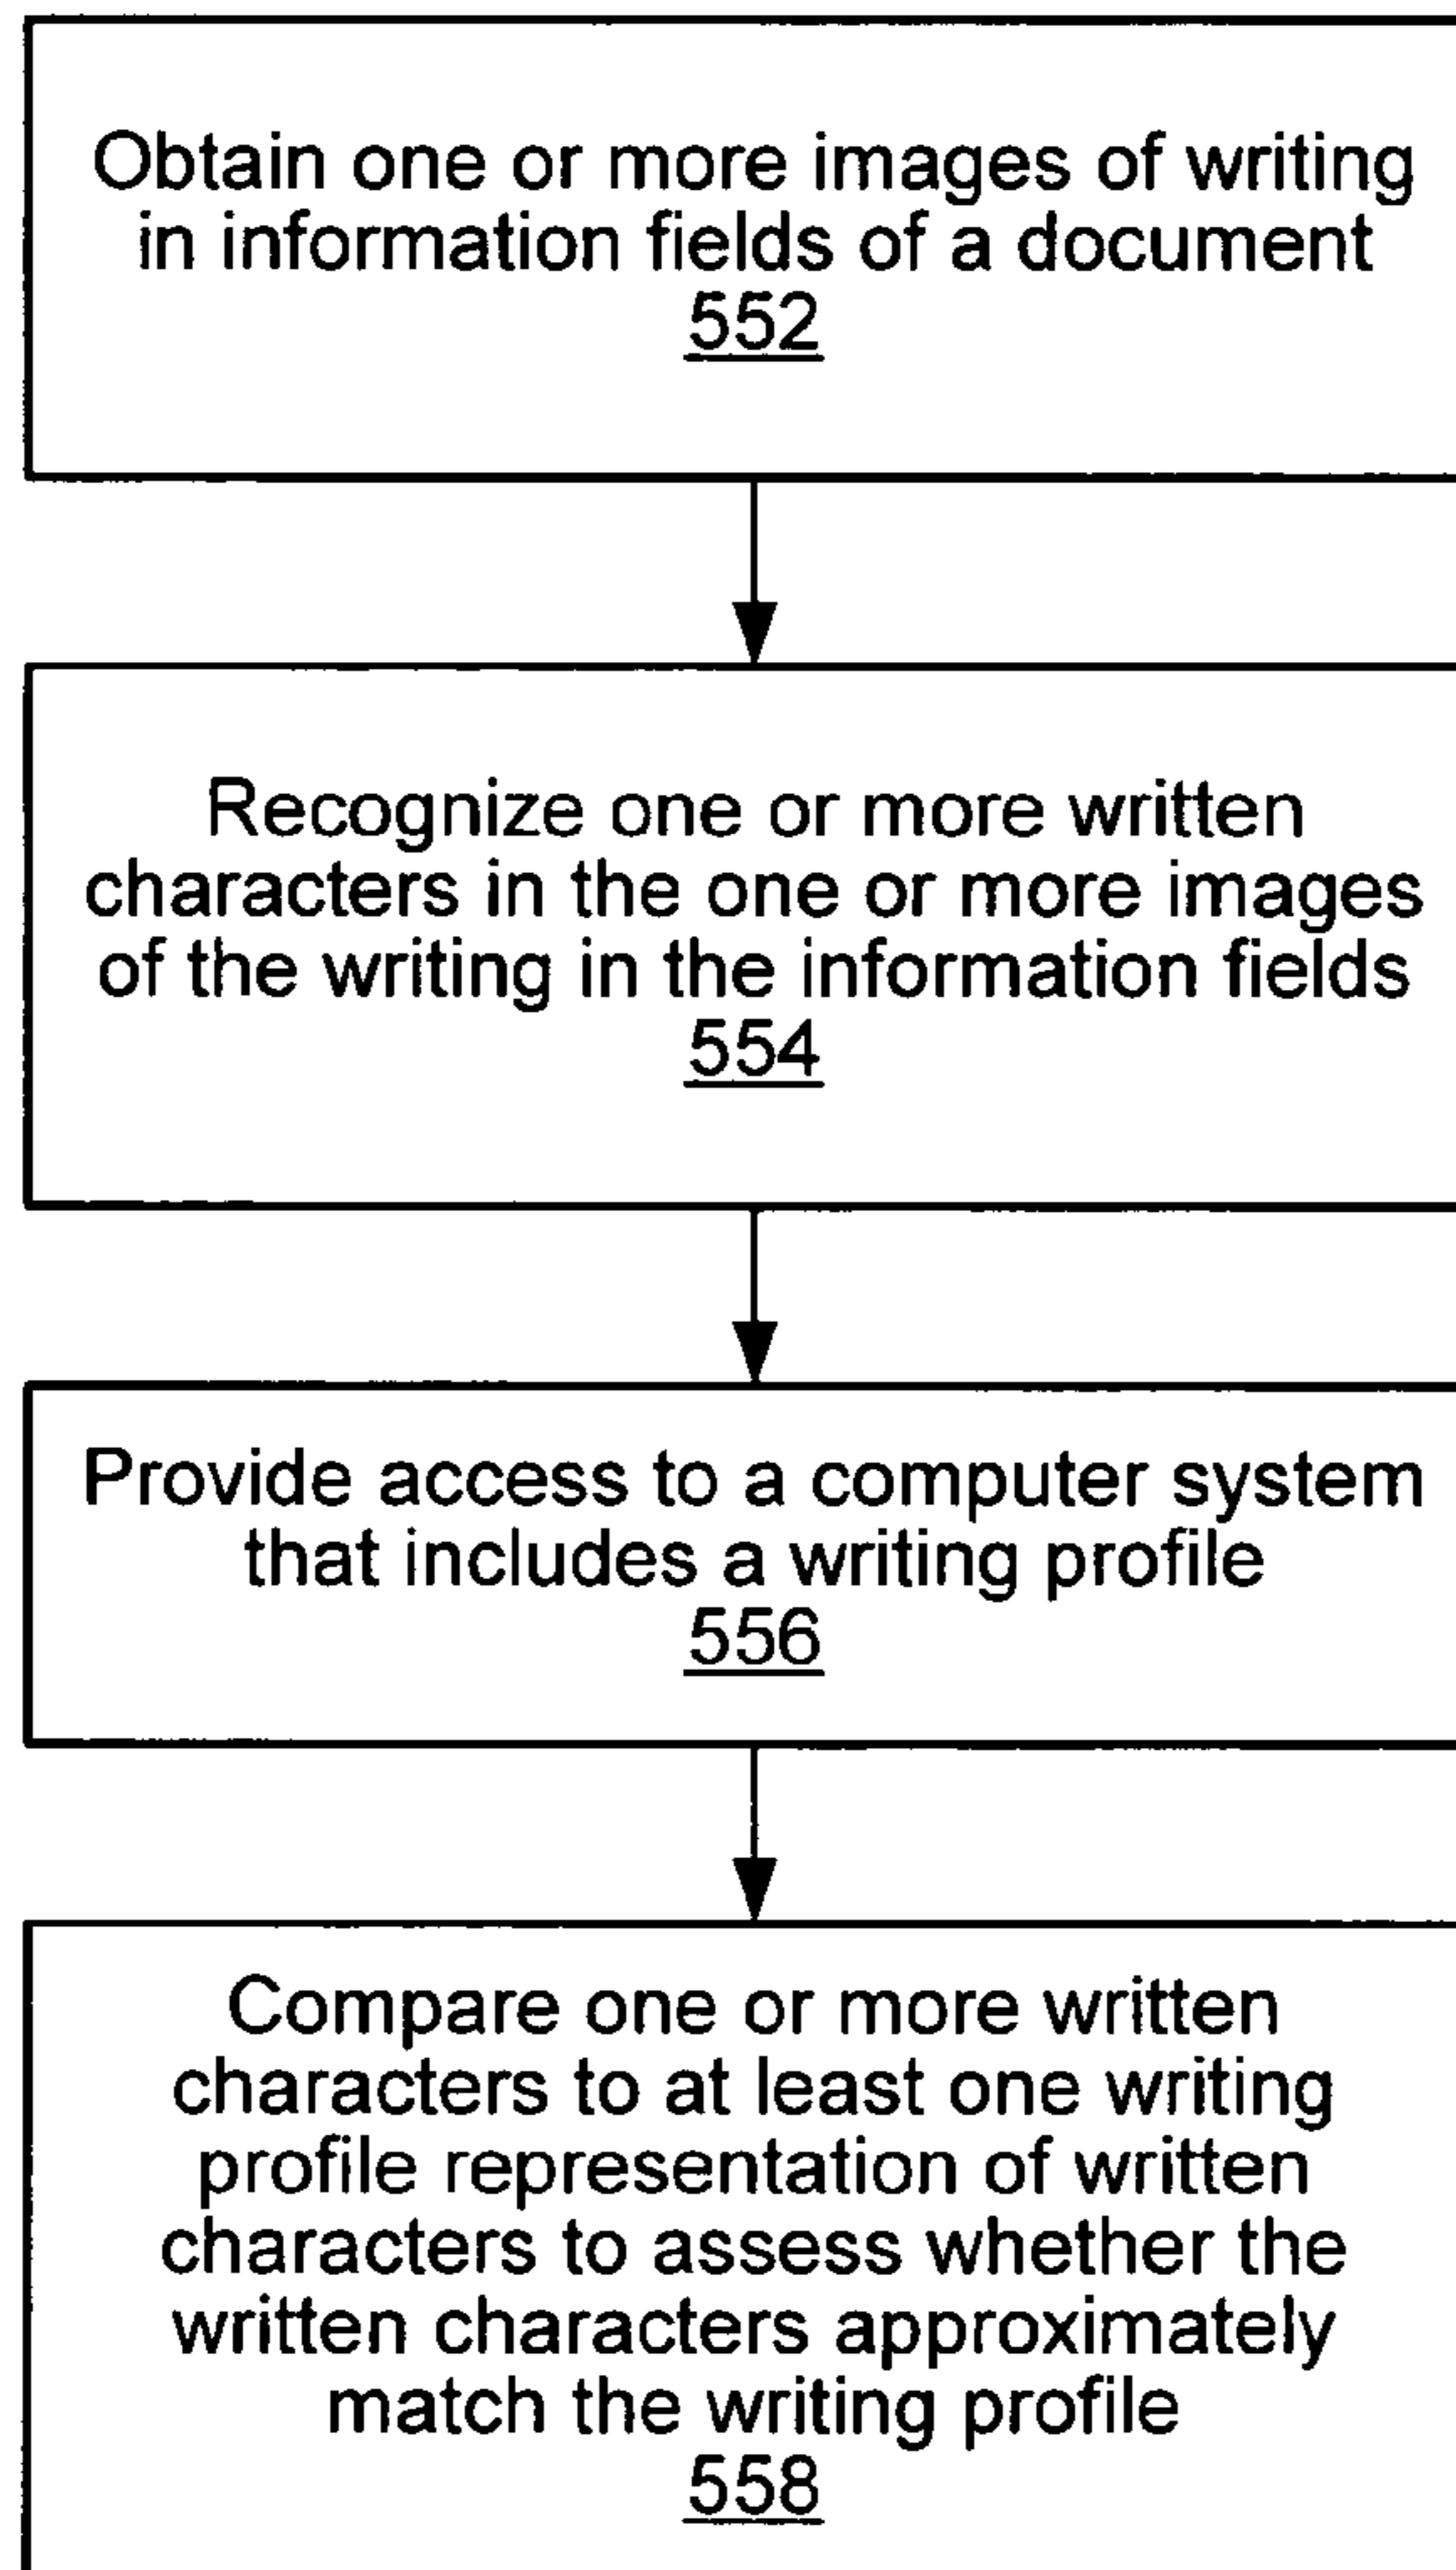 Obtain one or more images of writing
in information fields of a document
552
Recognize one or more written
characters in the one or more images
of the writing in the information fields
554
Provide access to a computer system
that includes a writing profile
556
Compare one or more written
characters to at least one writing
profile representation of written
characters to assess whether the
written characters approximately
match the writing profile
558